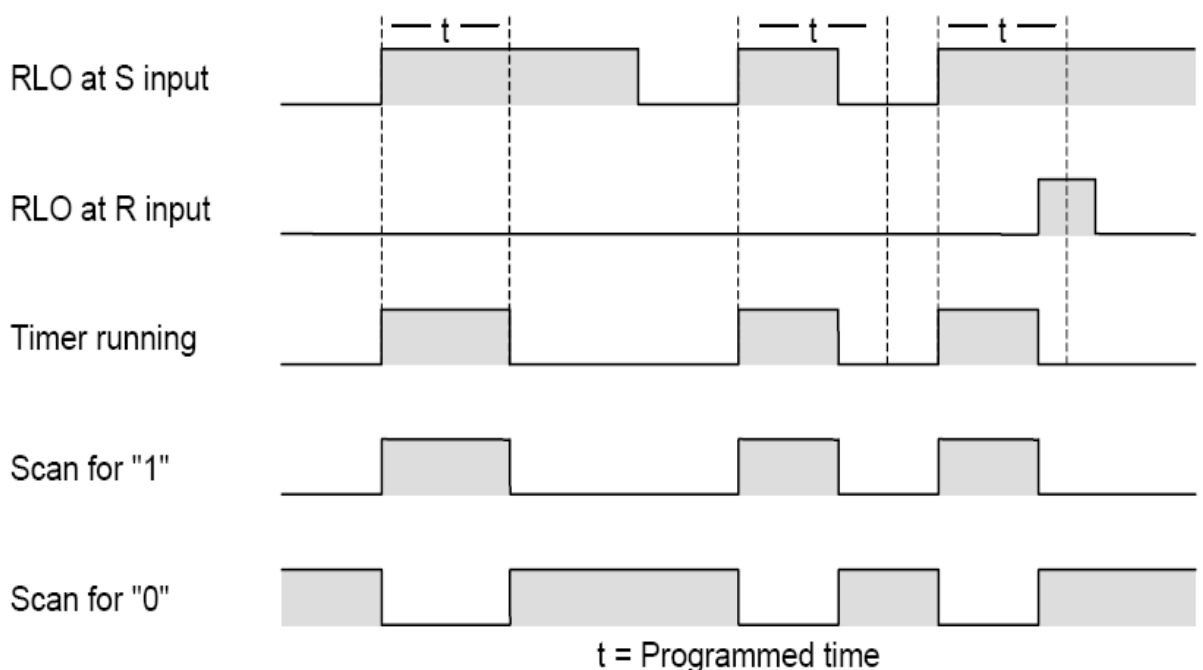 t t t
RLO at S input
RLO at R input
Timer running
Scan for "1"
Scan for "0"
t = Programmed time